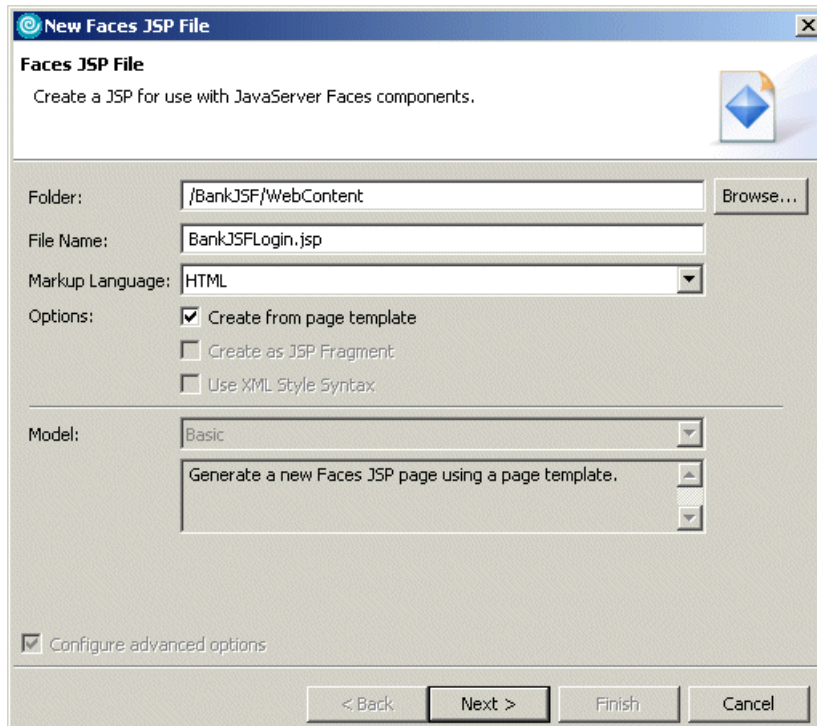 New Faces JSP File
Faces JSP File
Create a JSP for use with JavaServer Faces components.
Folder: /BankJSF/WebContent Browse...
File Name: BankJSFLogin.jsp
Markup Language: HTML
Options: Create from page template
Create as JSP Fragment
Use XML Style Syntax
Model: Basic
Generate a new Faces JSP page using a page template.
Configure advanced options
< Back Next > Finish Cancel